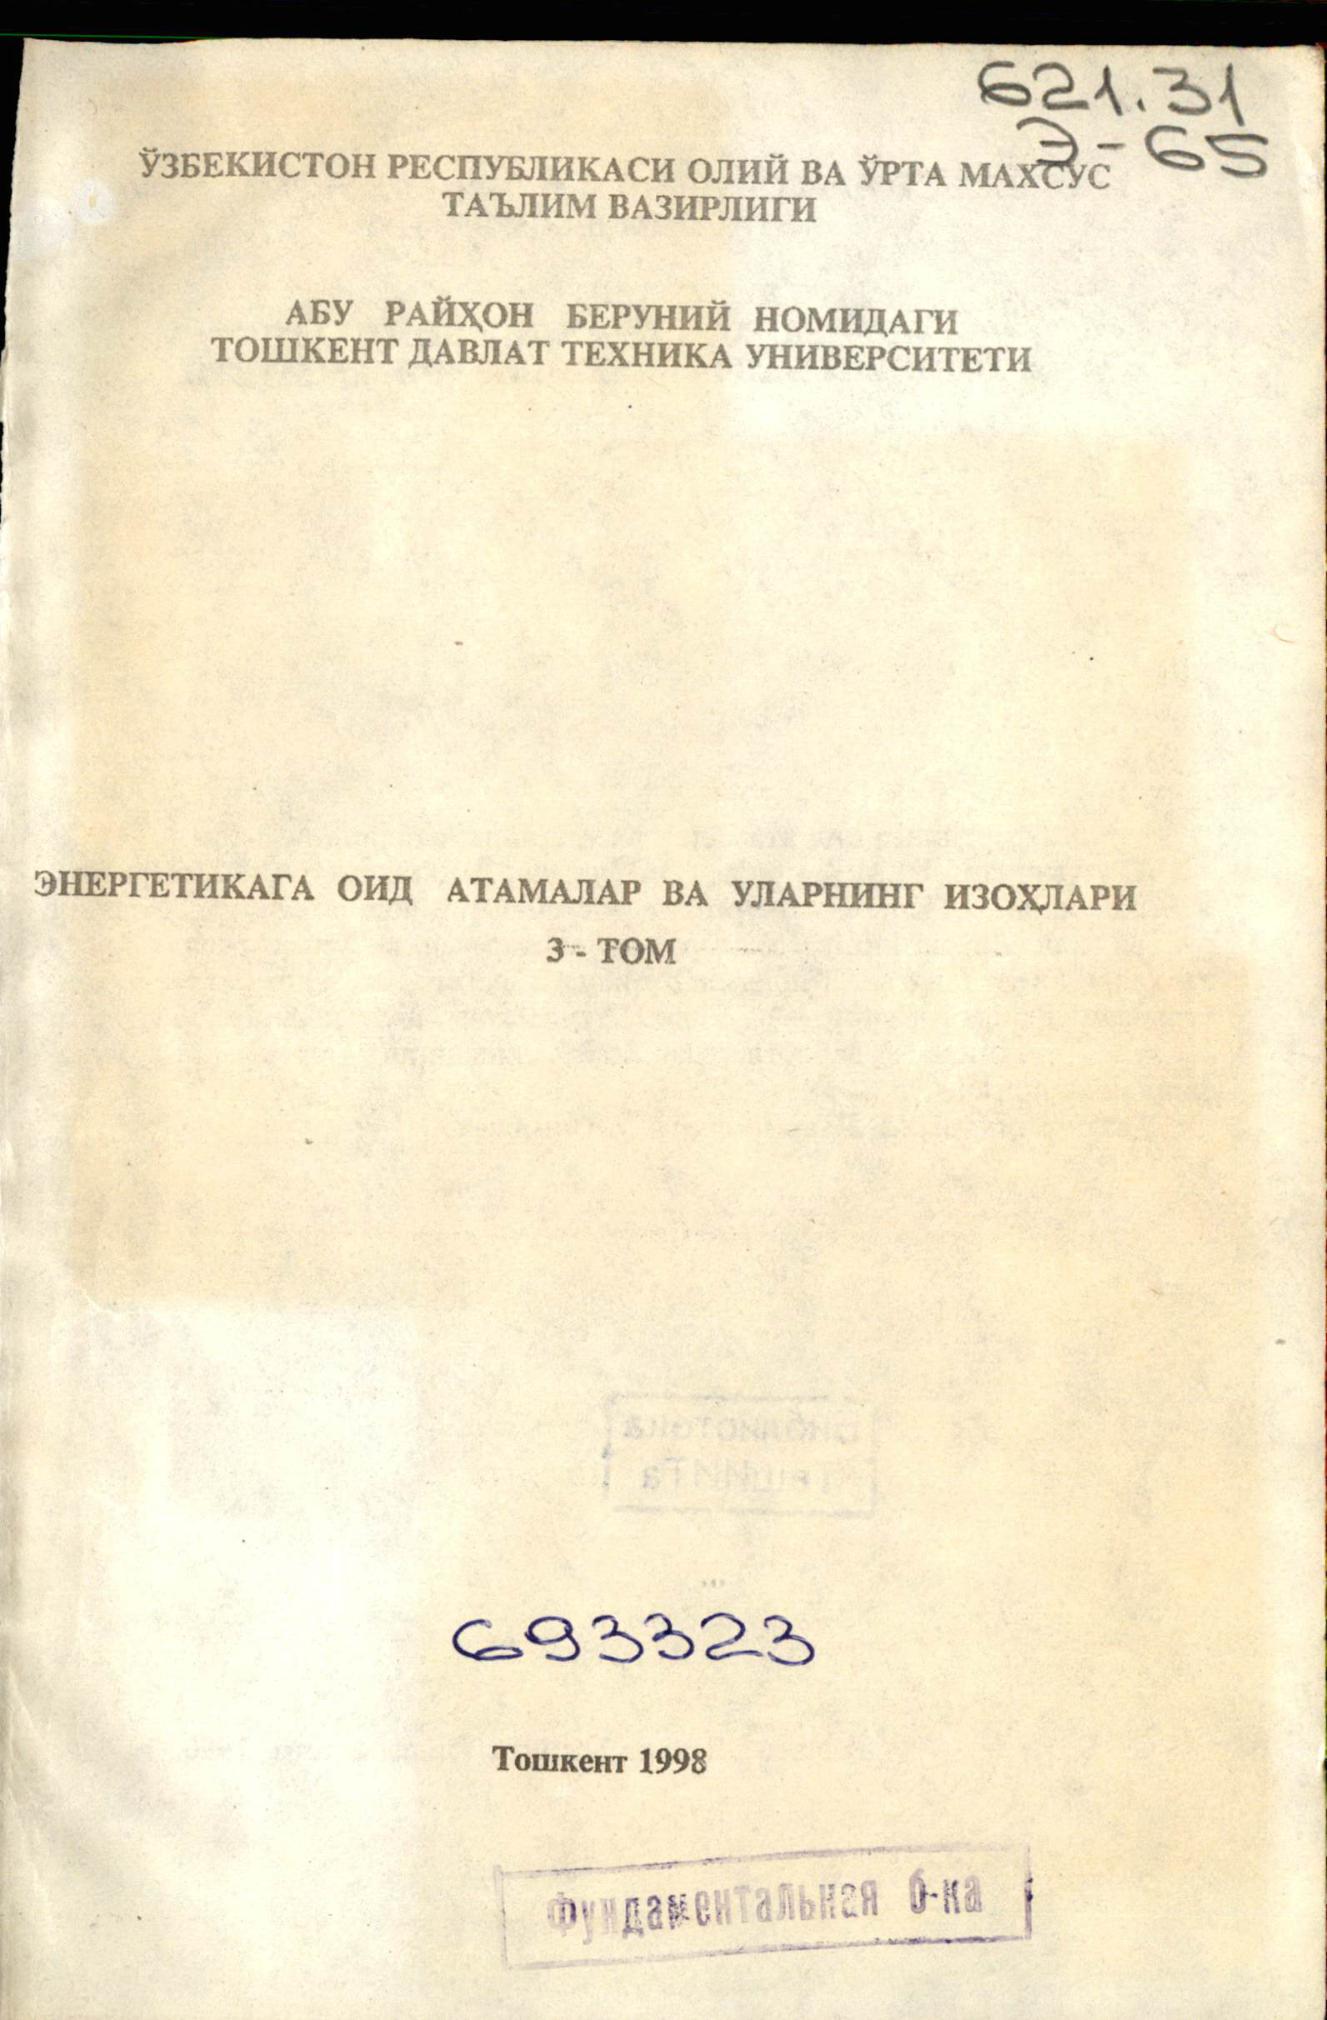 621.31
Э-65
ЎЗБЕКИСТОН РЕСПУБЛИКАСИ ОЛИЙ ВА ЎРТА МАХСУС
ТАЪЛИМ ВАЗИРЛИГИ
АБУ РАЙҲОН БЕРУНИЙ НОМИДАГИ
ТОШКЕНТ ДАВЛАТ ТЕХНИКА УНИВЕРСИТЕТИ
ЭНЕРГЕТИКАГА ОИД АТАМАЛАР ВА УЛАРНИНГ ИЗОҲЛАРИ
3 - ТОМ
693323
Тошкент 1998
Фундаментальная б-ка